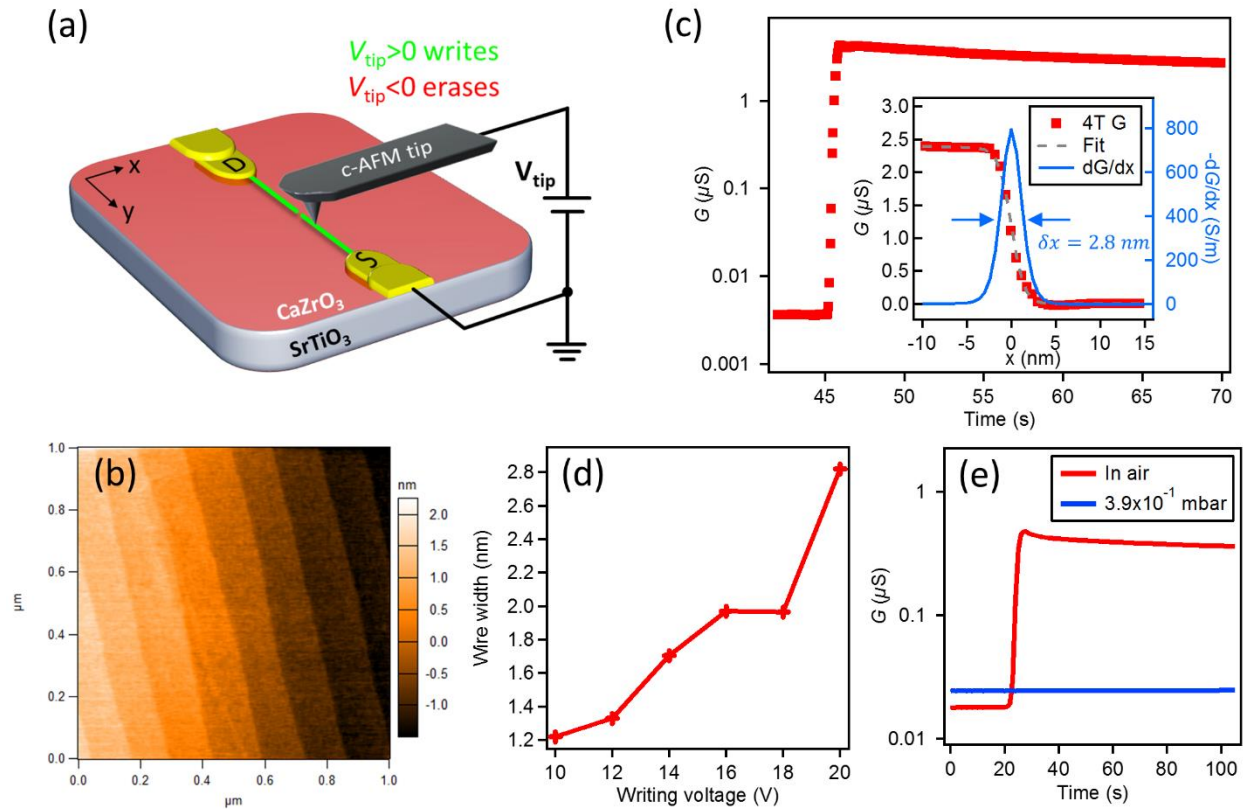 (a)
V_tip>0 writes
V_tip<0 erases
D
c-AFM tip
V_tip
x
y
S
CaZrO₃
SrTiO₃
(c)
G (µS)
1
0.1
0.01
0.001
45
50
55
60
65
70
Time (s)
G (µS)
3.0
2.5
2.0
1.5
1.0
0.5
0.0
-10
-5
0
5
10
15
x (nm)
4T G
Fit
dG/dx
δx = 2.8 nm
800
600
400
200
0
-dG/dx (S/m)
(b)
µm
1.0
0.8
0.6
0.4
0.2
0.0
0.0
0.2
0.4
0.6
0.8
1.0
µm
nm
2.0
1.5
1.0
0.5
0.0
-0.5
-1.0
(d)
Wire width (nm)
2.8
2.6
2.4
2.2
2.0
1.8
1.6
1.4
1.2
10
12
14
16
18
20
Writing voltage (V)
(e)
In air
3.9x10⁻¹ mbar
G (µS)
1
0.1
0.01
0
20
40
60
80
100
Time (s)